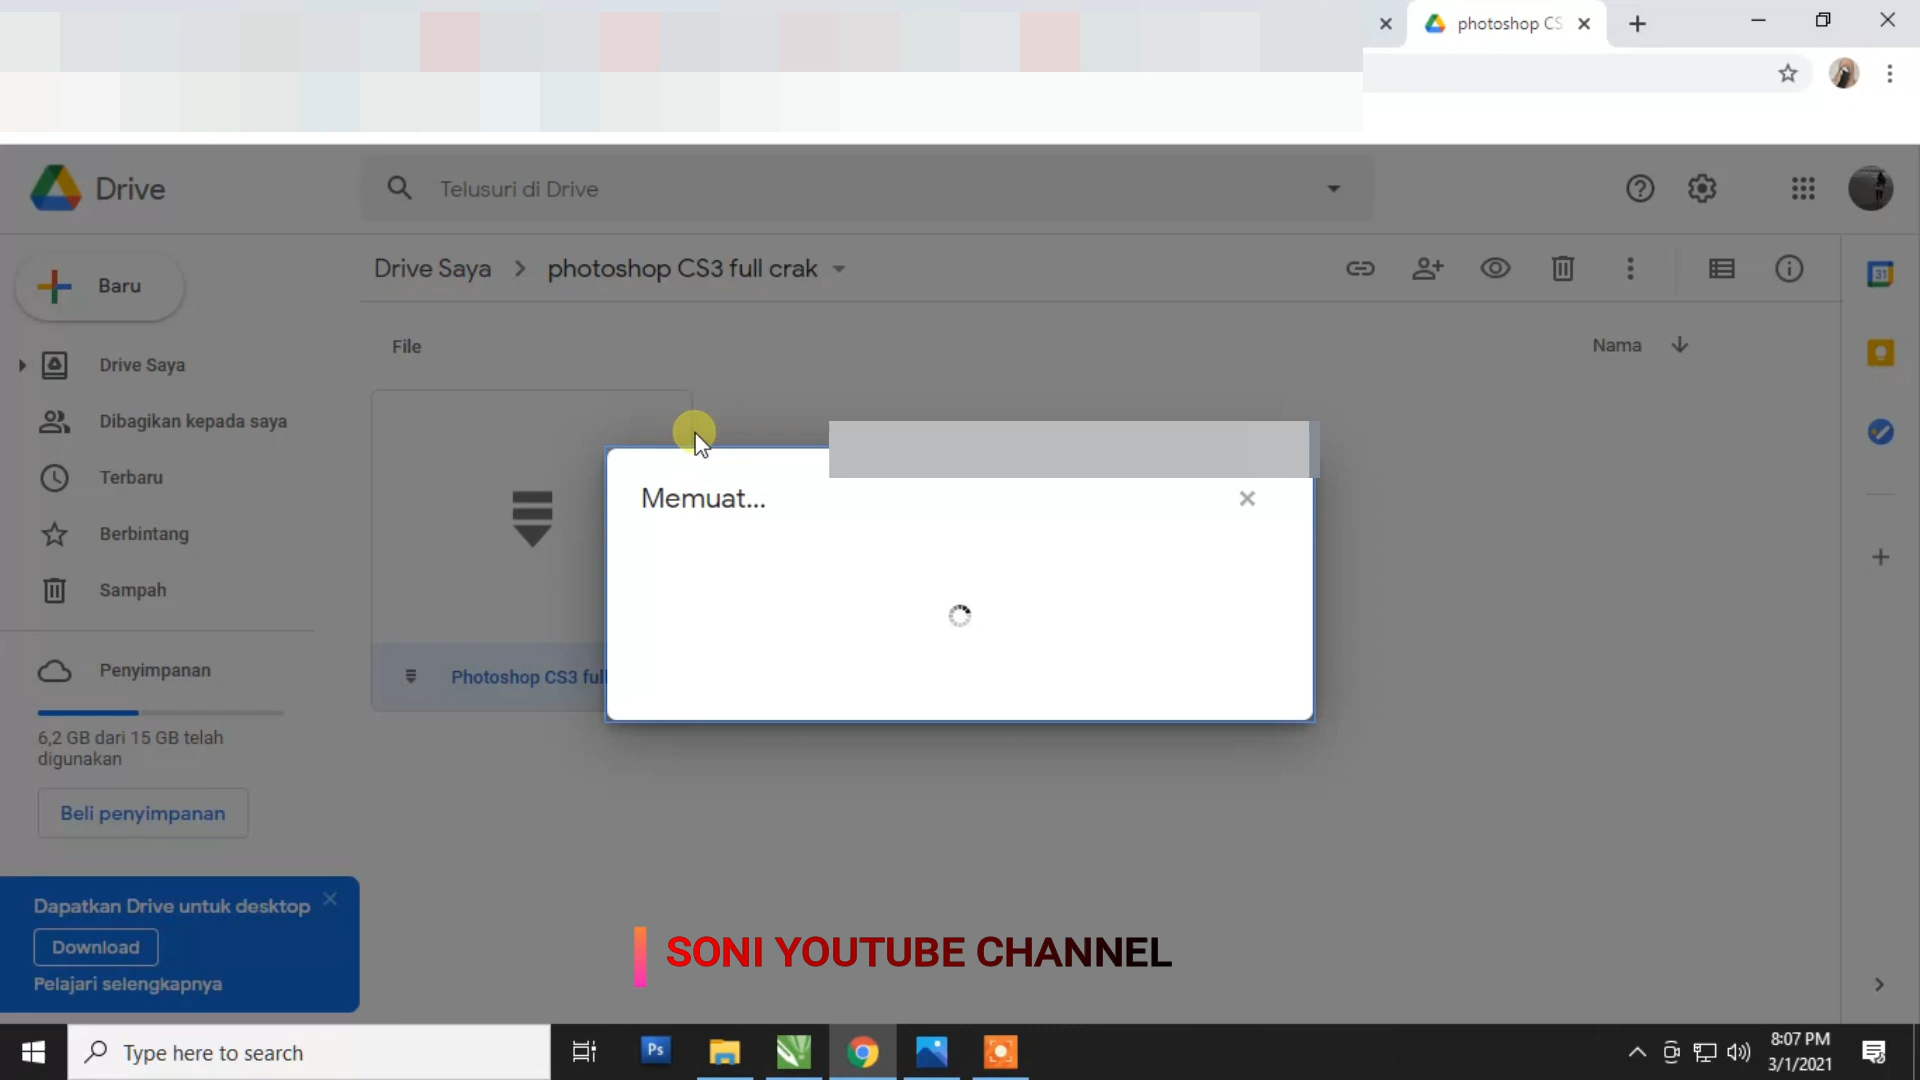 photoshop CS
Drive
Telusuri di Drive
Baru
Drive Saya
photoshop CS3 full crak
File
Nama
31
Drive Saya
Dibagikan kepada saya
Terbaru
Berbintang
Sampah
Memuat...
Photoshop CS3 full
Penyimpanan
6,2 GB dari 15 GB telah
digunakan
Beli penyimpanan
Dapatkan Drive untuk desktop
Download
Pelajari selengkapnya
SONI YOUTUBE CHANNEL
Type here to search
Ps
8:07 PM
3/1/2021